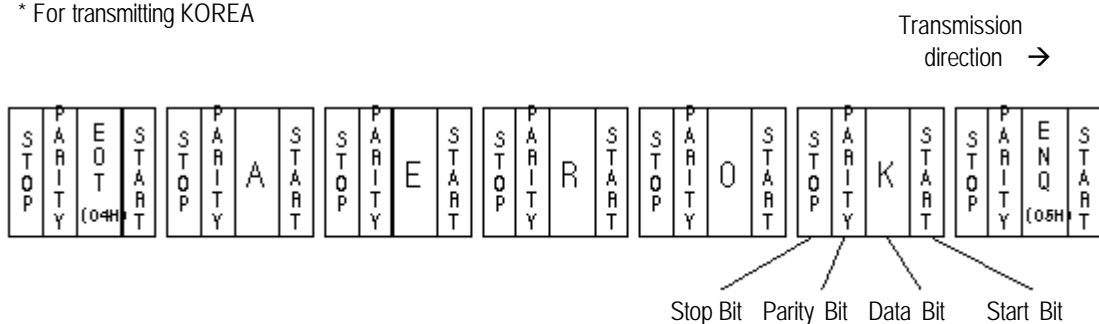 * For transmitting KOREA
Transmission
direction →
STOP PARITY EOT (04H) START STOP PARITY A START STOP PARITY E START STOP PARITY R START STOP PARITY O START STOP PARITY K START STOP PARITY ENQ (05H) START
Stop Bit Parity Bit Data Bit Start Bit